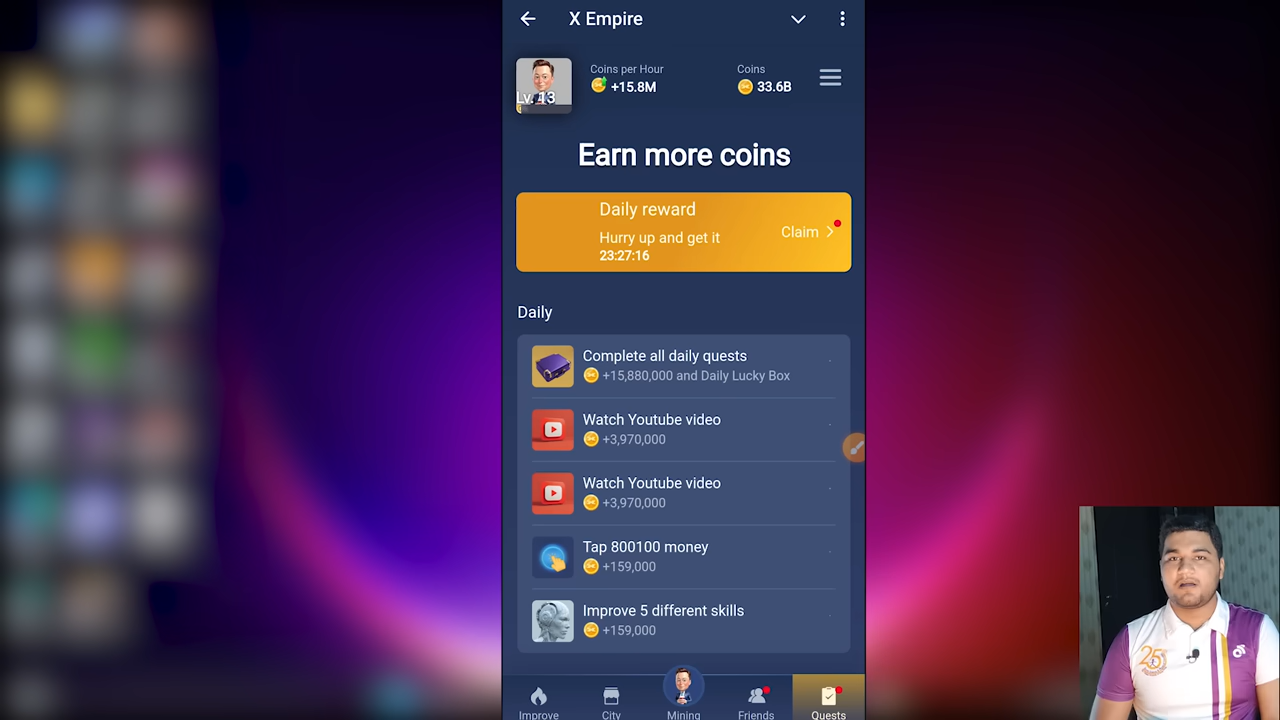 X Empire
Coins per Hour
+15.8M
Coins
33.6B
Lv. 13
Earn more coins
Daily reward
Hurry up and get it
23:27:16
Claim
Daily
Complete all daily quests
+15,880,000 and Daily Lucky Box
Watch Youtube video
+3,970,000
Watch Youtube video
+3,970,000
Tap 800100 money
+159,000
Improve 5 different skills
+159,000
Improve
City
Mining
Friends
Quests
25